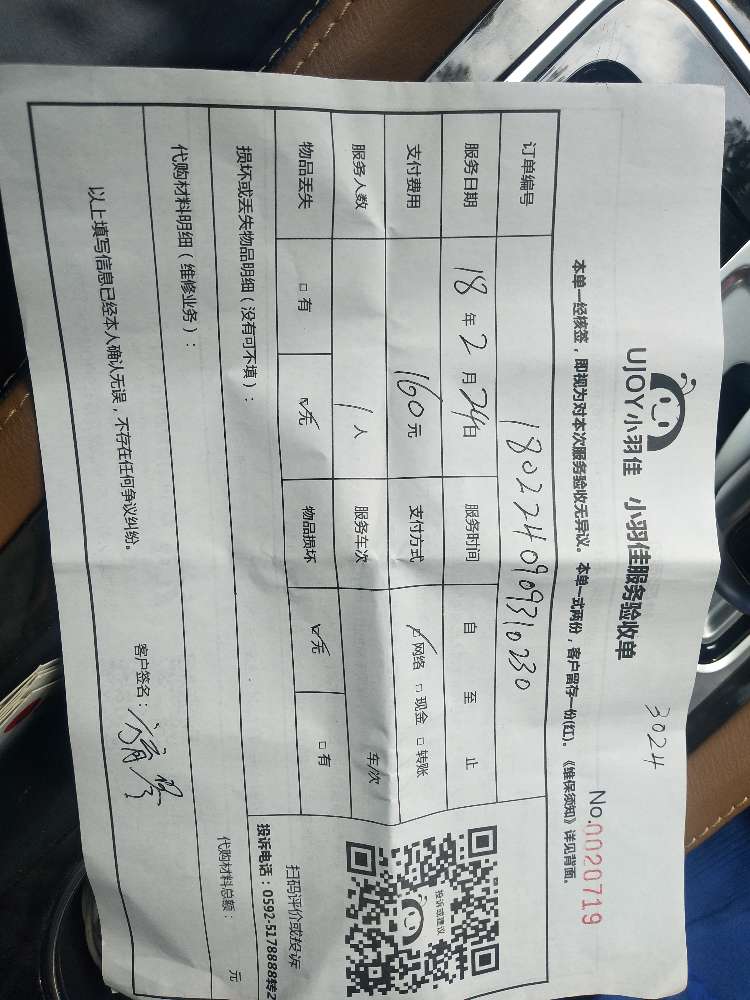 3024
UJOY小羽佳 小羽佳服务验收单
No.0020719
本单一经核签，即视为对本次服务验收无异议。本单一式两份，客户留存一份(红)。《维保须知》详见背面。
订单编号 1802240909310230
服务日期 18年2月24日 服务时间 自 至 止
支付费用 160元 支付方式 ☑网络 □现金 □转账
服务人数 1人 服务车次 车/次
物品丢失 □有 ☑无 物品损坏 ☑无 □有
损坏或丢失物品明细（没有可不填）：
代购材料明细（维修业务）：
代购材料总额： 元
以上填写信息已经本人确认无误，不存在任何争议纠纷。
客户签名：
投诉或建议
扫码评价或投诉
投诉电话：0592-5178888转2